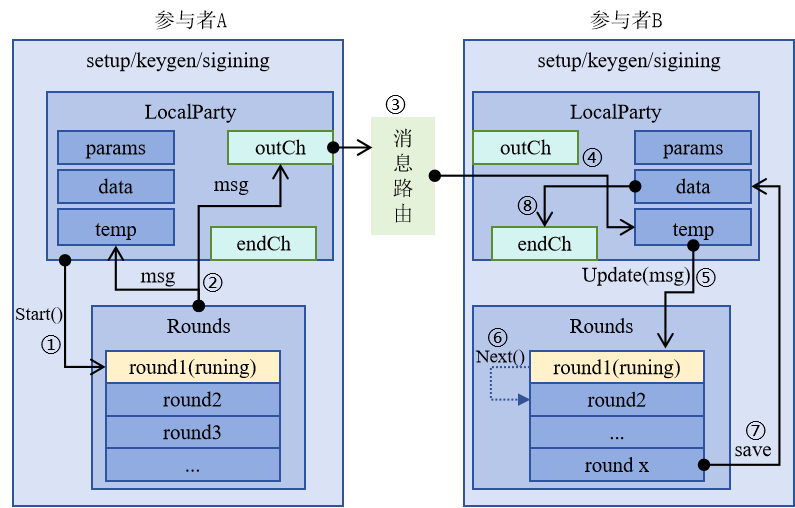 参与者A
setup/keygen/sigining
LocalParty
params
data
temp
outCh
msg
endCh
msg
②
Start()
①
Rounds
round1(runing)
round2
round3
...
③
消
息
路
由
参与者B
setup/keygen/sigining
LocalParty
outCh
④
params
data
temp
⑧
endCh
Update(msg)
⑤
Rounds
⑥
Next()
round1(runing)
round2
...
round x
⑦
save